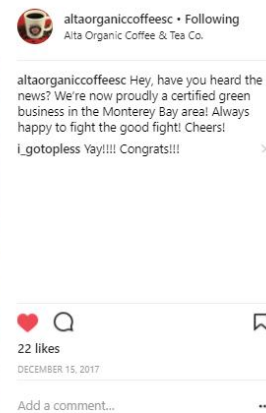 altaorganiccoffeesc • Following
Alta Organic Coffee & Tea Co.
altaorganiccoffeesc Hey, have you heard the
news? We're now proudly a certified green
business in the Monterey Bay area! Always
happy to fight the good fight! Cheers!
i_gotopless Yay!!!! Congrats!!!
22 likes
DECEMBER 15, 2017
Add a comment...